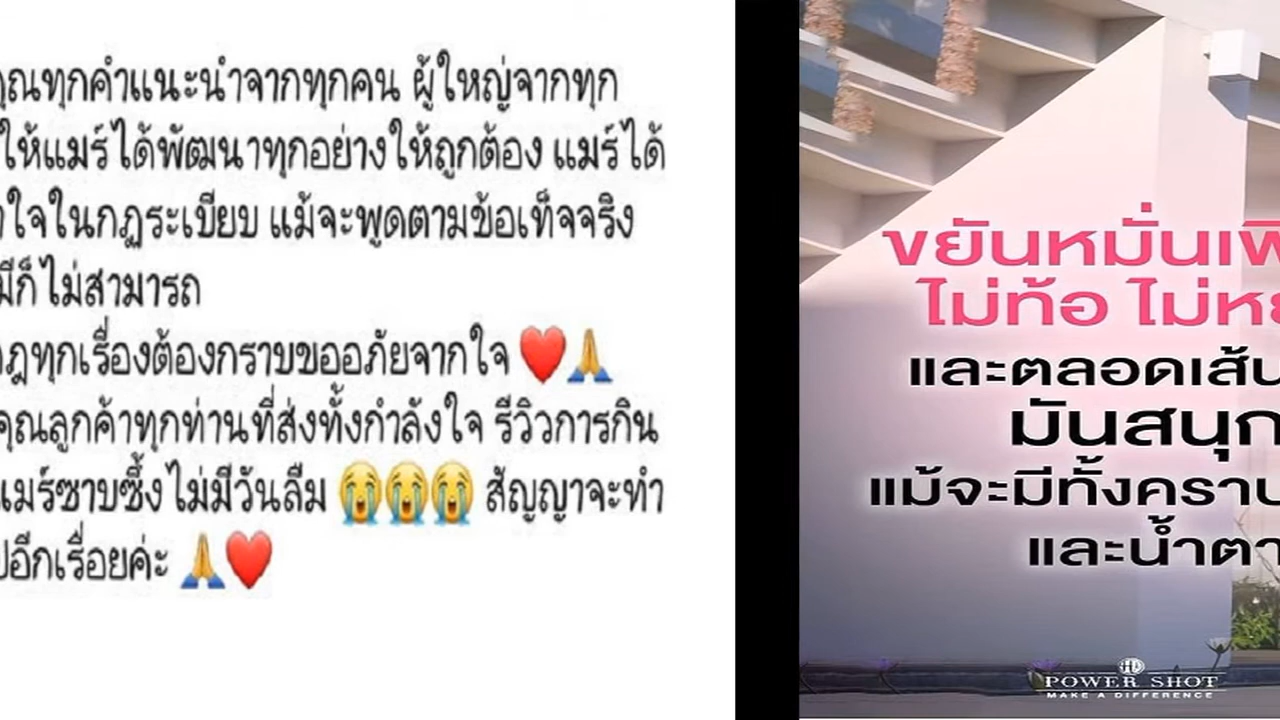 คุณทุกคำแนะนำจากทุกคน ผู้ใหญ่จากทุก
ให้แมร์ได้พัฒนาทุกอย่างให้ถูกต้อง แมร์ได้
ใจในกฎระเบียบ แม้จะพูดตามข้อเท็จจริง
มีก็ไม่สามารถ
ทุกเรื่องต้องกราบขออภัยจากใจ ❤️🙏
คุณลูกค้าทุกท่านที่ส่งทั้งกำลังใจ รีวิวการกิน
แมร์ซาบซึ้งไม่มีวันลืม 😭😭😭 สัญญาจะทำ
อีกเรื่อยค่ะ 🙏❤️
ขยันหมั่นเพี
ไม่ท้อ ไม่ห
และตลอดเส้น
มันสนุก
แม้จะมีทั้งคราบ
และน้ำตา
POWER SHOT
MAKE A DIFFERENCE